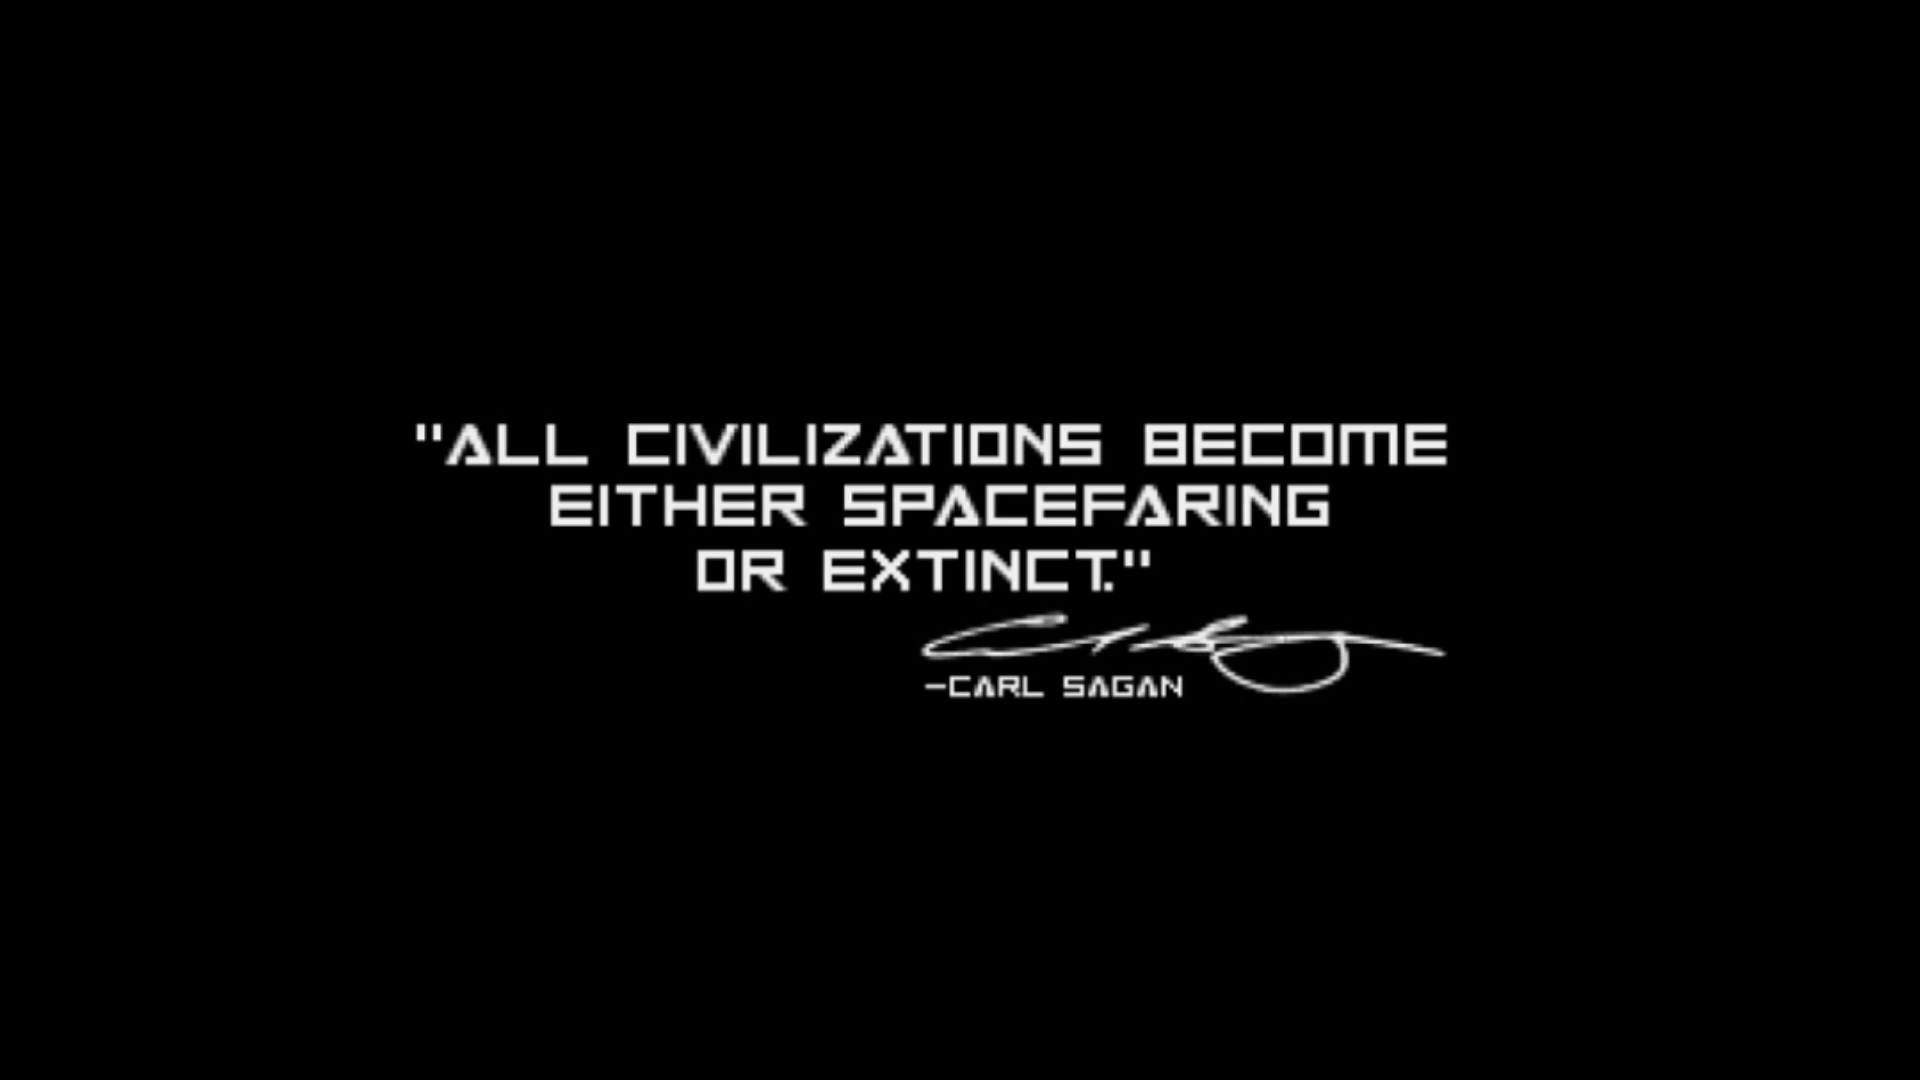 "ALL CIVILIZATIONS BECOME
EITHER SPACEFARING
OR EXTINCT."
-CARL SAGAN